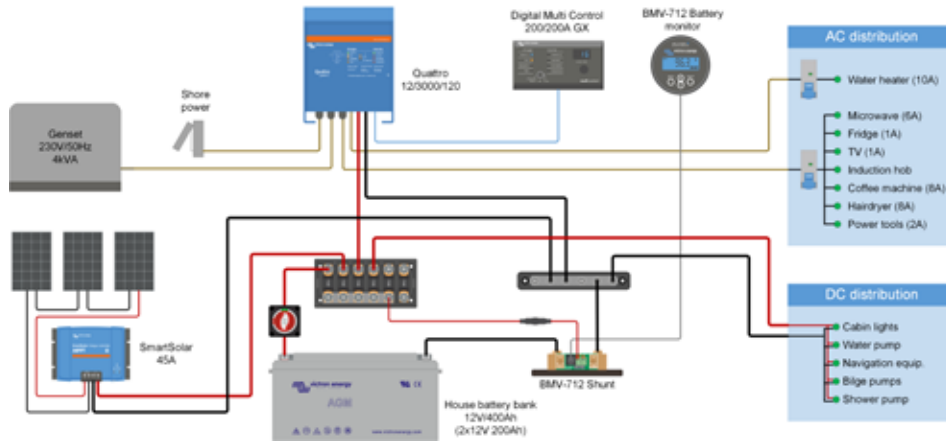 Digital Multi Control
200/200A GX
BMV-712 Battery
monitor
AC distribution
Quattro
12/3000/120
Shore
power
Genset
230V/50Hz
4kVA
Water heater (10A)
Microwave (6A)
Fridge (1A)
TV (1A)
Induction hob
Coffee machine (8A)
Hairdryer (8A)
Power tools (2A)
DC distribution
Cabin lights
Water pump
Navigation equip.
Bilge pumps
Shower pump
SmartSolar
45A
victron energy
AGM
BMV-712 Shunt
House battery bank
12V/400Ah
(2x12V 200Ah)